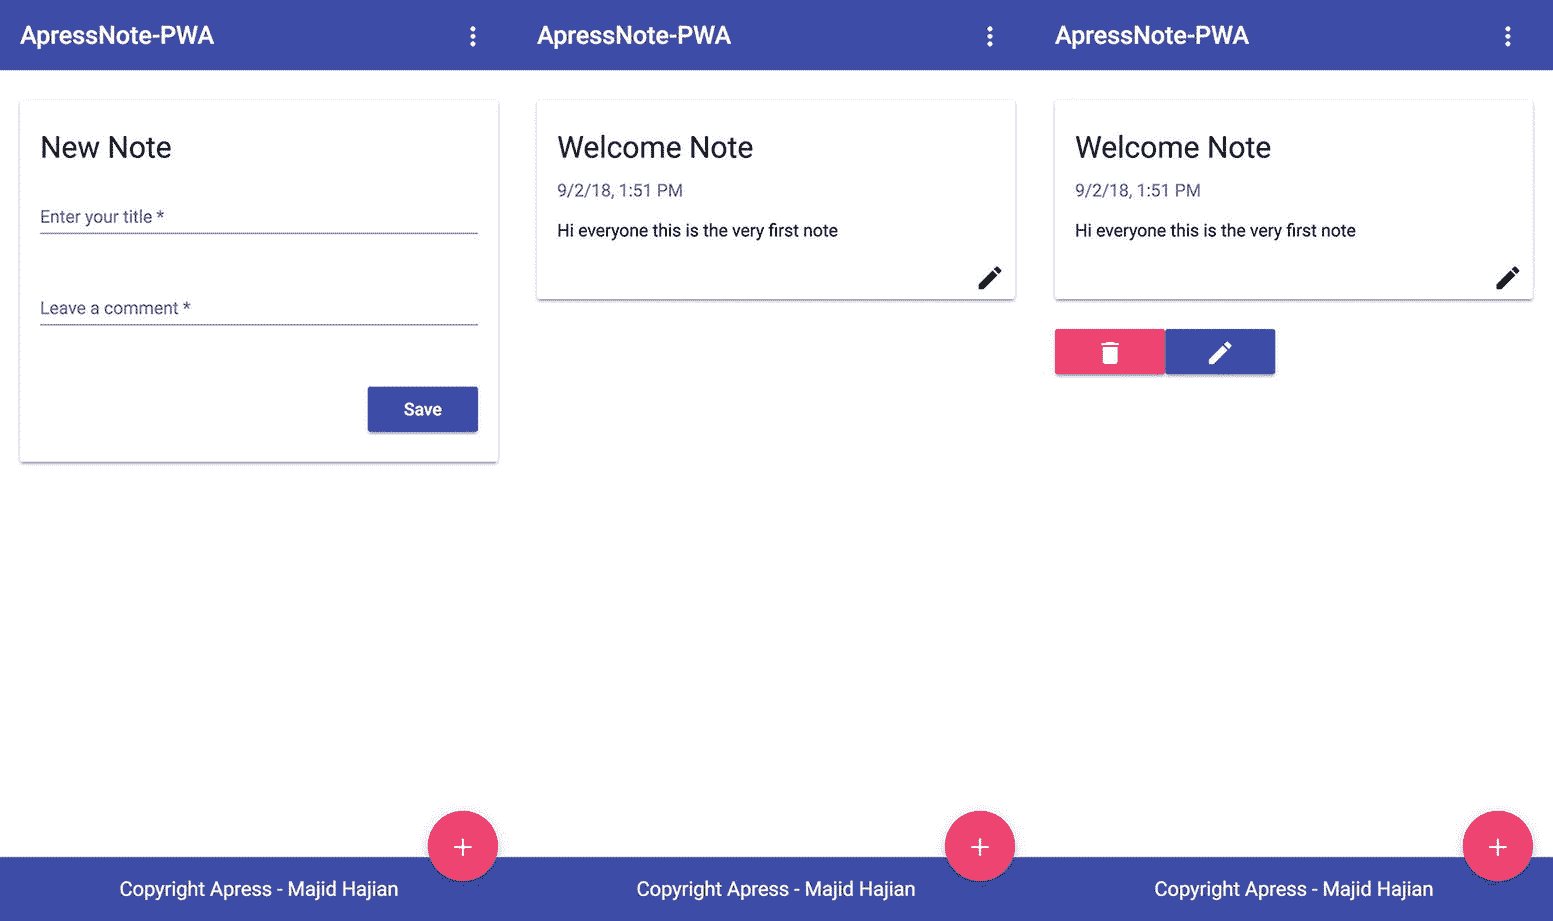 ApressNote-PWA
New Note
Enter your title *
Leave a comment *
Save
Copyright Apress - Majid Hajian
ApressNote-PWA
Welcome Note
9/2/18, 1:51 PM
Hi everyone this is the very first note
Copyright Apress - Majid Hajian
ApressNote-PWA
Welcome Note
9/2/18, 1:51 PM
Hi everyone this is the very first note
Copyright Apress - Majid Hajian